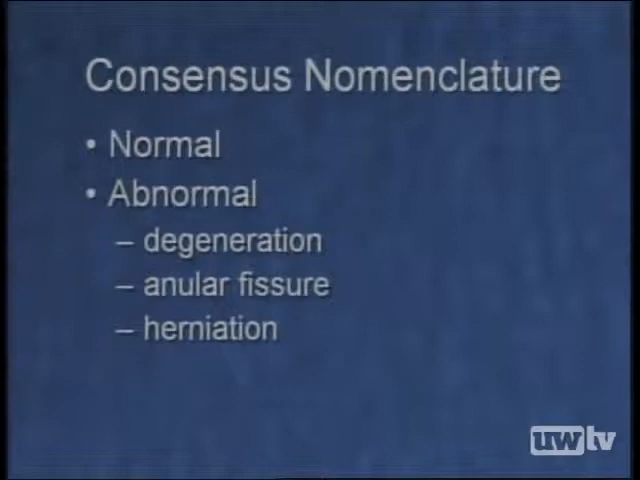 Consensus Nomenclature
• Normal
• Abnormal
– degeneration
– anular fissure
– herniation
uwtv